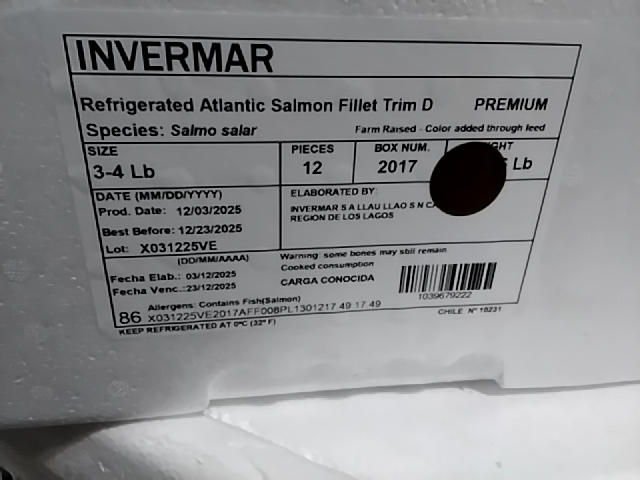 INVERMAR
Refrigerated Atlantic Salmon Fillet Trim D PREMIUM
Species: Salmo salar Farm Raised - Color added through feed
SIZE PIECES BOX NUM.
3-4 Lb 12 2017 Lb
DATE (MM/DD/YYYY) ELABORATED BY:
Prod. Date: 12/03/2025 INVERMAR S A LLAU LLAO S N
Best Before: 12/23/2025 REGION DE LOS LAGOS
Lot: X031225VE
(DD/MM/AAAA) Warning: some bones may still remain
Cooked consumption
Fecha Elab.: 03/12/2025 CARGA CONOCIDA
Fecha Venc.:23/12/2025
1039679222
Allergens: Contains Fish(Salmon)
86 X031225VE2017AFF008PL1301217.49 17.49
CHILE N° 10231
KEEP REFRIGERATED AT 0ºC (32° F)